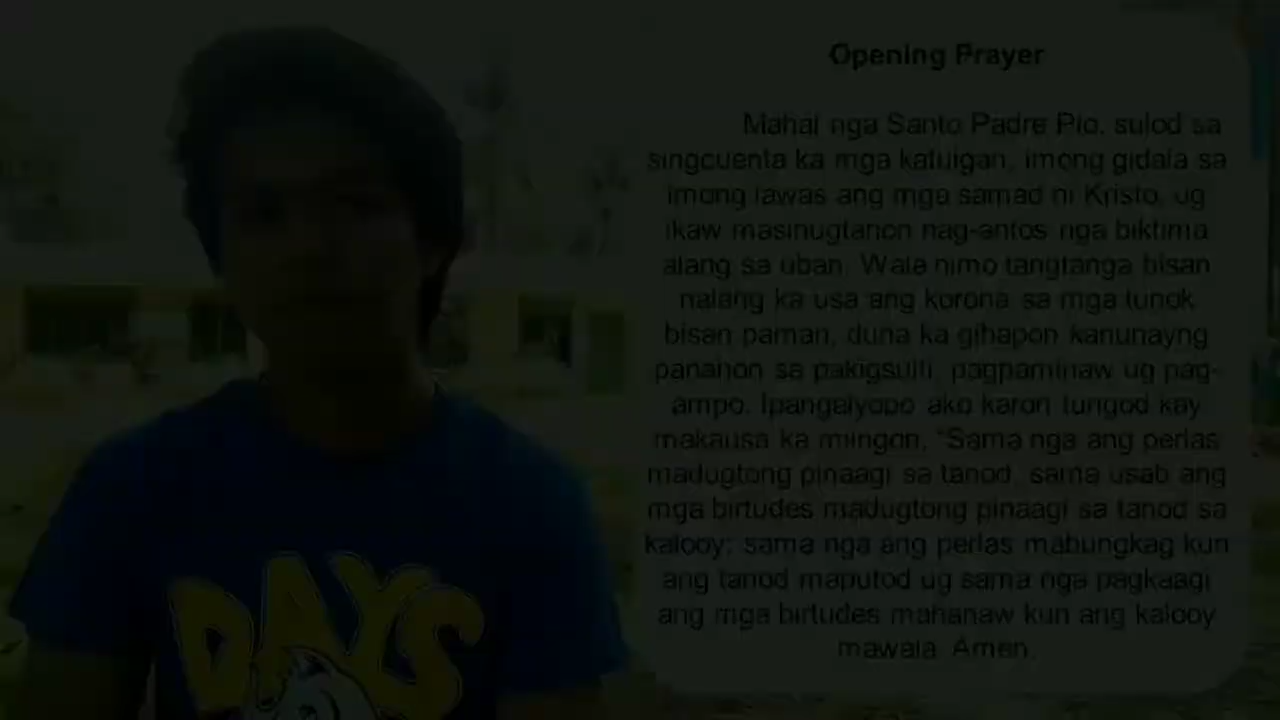 Opening Prayer
Mahal nga Santo Padre Pio, sulod sa
singcuenta ka mga katuigan, imong gidala sa
imong lawas ang mga samad ni Kristo, ug
ikaw masinugtanon nag-antos nga biktima
alang sa uban. Wala nimo tangtanga bisan
nalang ka usa ang korona sa mga tunok
bisan paman, duna ka gihapon kanunayng
panahon sa pakigsulti, pagpaminaw ug pag-
ampo. Ipangaliyopo ako karon tungod kay
makausa ka miingon, "Sama nga ang perlas
madugtong pinaagi sa tanod, sama usab ang
mga birtudes madugtong pinaagi sa tanod sa
kalooy; sama nga ang perlas mabungkag kun
ang tanod maputod ug sama nga pagkaagi
ang mga birtudes mahanaw kun ang kalooy
mawala. Amen.
DAYS